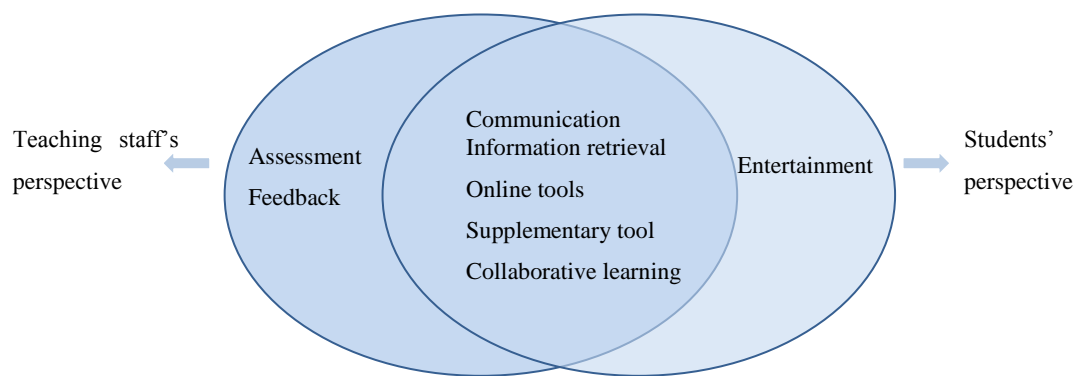 Teaching staff's
perspective
Assessment
Feedback
Communication
Information retrieval
Online tools
Supplementary tool
Collaborative learning
Entertainment
Students'
perspective